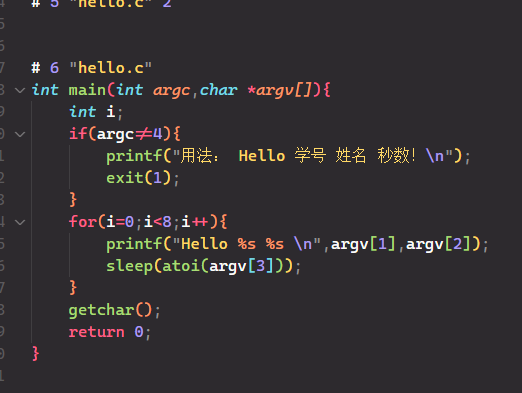 # 5 "hello.c" 2
# 6 "hello.c"
int main(int argc,char *argv[]){
int i;
if(argc!=4){
printf("用法： Hello 学号 姓名 秒数！\n");
exit(1);
}
for(i=0;i<8;i++){
printf("Hello %s %s \n",argv[1],argv[2]);
sleep(atoi(argv[3]));
}
getchar();
return 0;
}